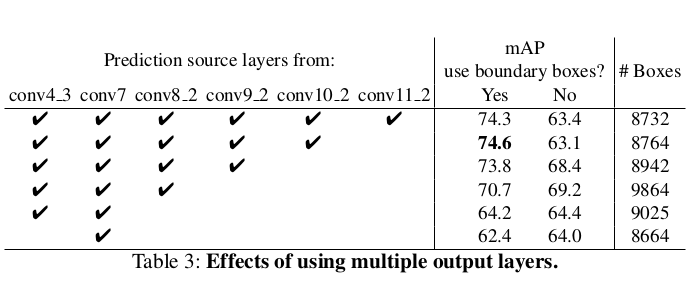 Prediction source layers from: mAP
use boundary boxes? # Boxes
conv4_3 conv7 conv8_2 conv9_2 conv10_2 conv11_2 Yes No
✔ ✔ ✔ ✔ ✔ ✔ 74.3 63.4 8732
✔ ✔ ✔ ✔ ✔ 74.6 63.1 8764
✔ ✔ ✔ ✔ 73.8 68.4 8942
✔ ✔ ✔ 70.7 69.2 9864
✔ ✔ 64.2 64.4 9025
✔ 62.4 64.0 8664
Table 3: Effects of using multiple output layers.